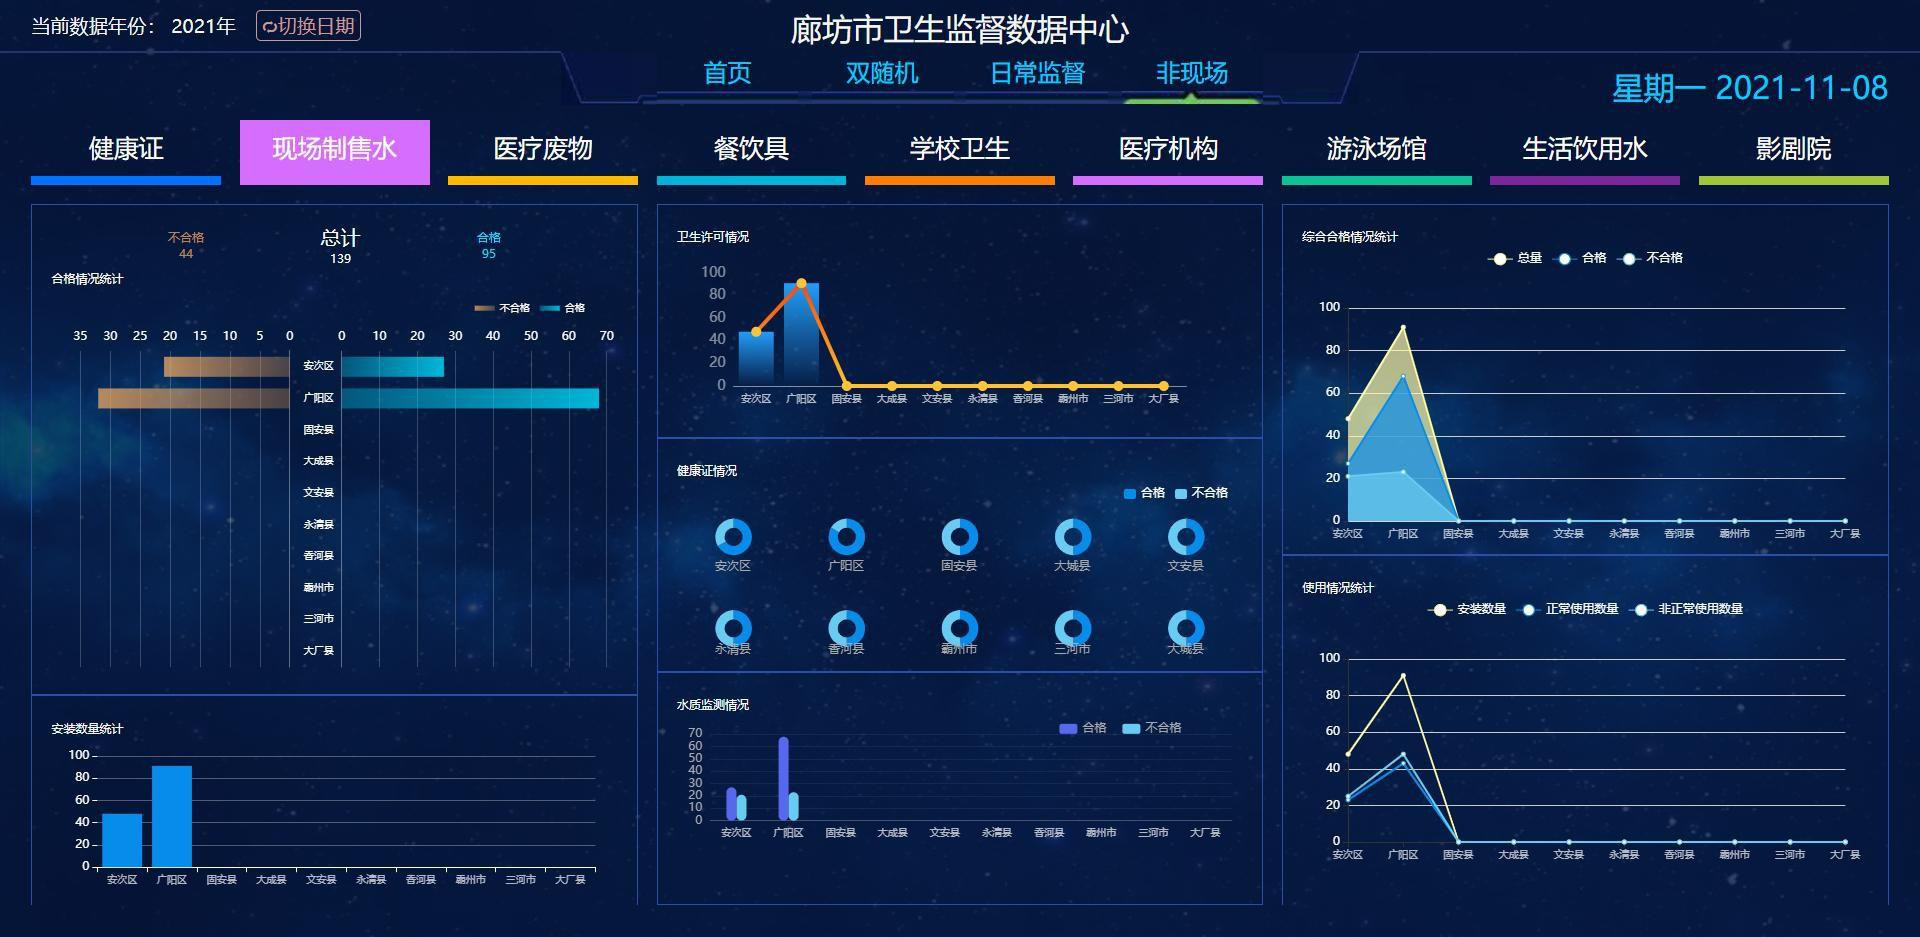 当前数据年份： 2021年 切换日期
廊坊市卫生监督数据中心
首页 双随机 日常监督 非现场
星期一 2021-11-08
健康证 现场制售水 医疗废物 餐饮具 学校卫生 医疗机构 游泳场馆 生活饮用水 影剧院
不合格 总计 合格
44 139 95
合格情况统计
不合格 合格
35 30 25 20 15 10 5 0 0 10 20 30 40 50 60 70
安次区
广阳区
固安县
大成县
文安县
永清县
香河县
霸州市
三河市
大厂县
安装数量统计
100
80
60
40
20
0
安次区 广阳区 固安县 大成县 文安县 永清县 香河县 霸州市 三河市 大厂县
卫生许可情况
100
80
60
40
20
0
安次区 广阳区 固安县 大成县 文安县 永清县 香河县 霸州市 三河市 大厂县
健康证情况
合格 不合格
安次区 广阳区 固安县 大城县 文安县
永清县 香河县 霸州市 三河市 大城县
水质监测情况
合格 不合格
70
60
50
40
30
20
10
0
安次区 广阳区 固安县 大成县 文安县 永清县 香河县 霸州市 三河市 大厂县
综合合格情况统计
总量 合格 不合格
100
80
60
40
20
0
安次区 广阳区 固安县 大成县 文安县 永清县 香河县 霸州市 三河市 大厂县
使用情况统计
安装数量 正常使用数量 非正常使用数量
100
80
60
40
20
0
安次区 广阳区 固安县 大成县 文安县 永清县 香河县 霸州市 三河市 大厂县